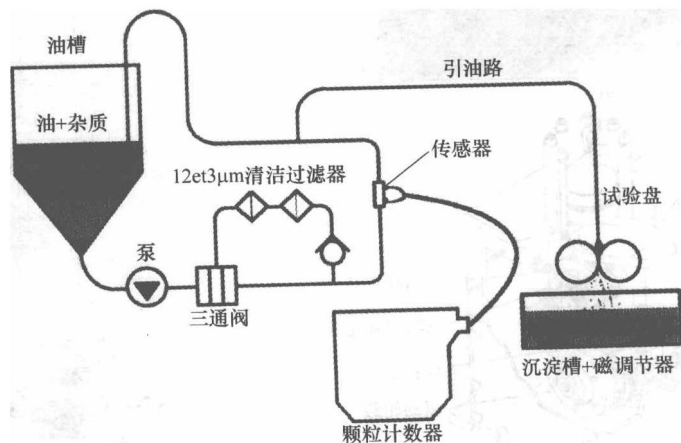 油槽
引油路
油+杂质
传感器
12et3μm清洁过滤器
试验盘
泵
三通阀
沉淀槽+磁调节器
颗粒计数器